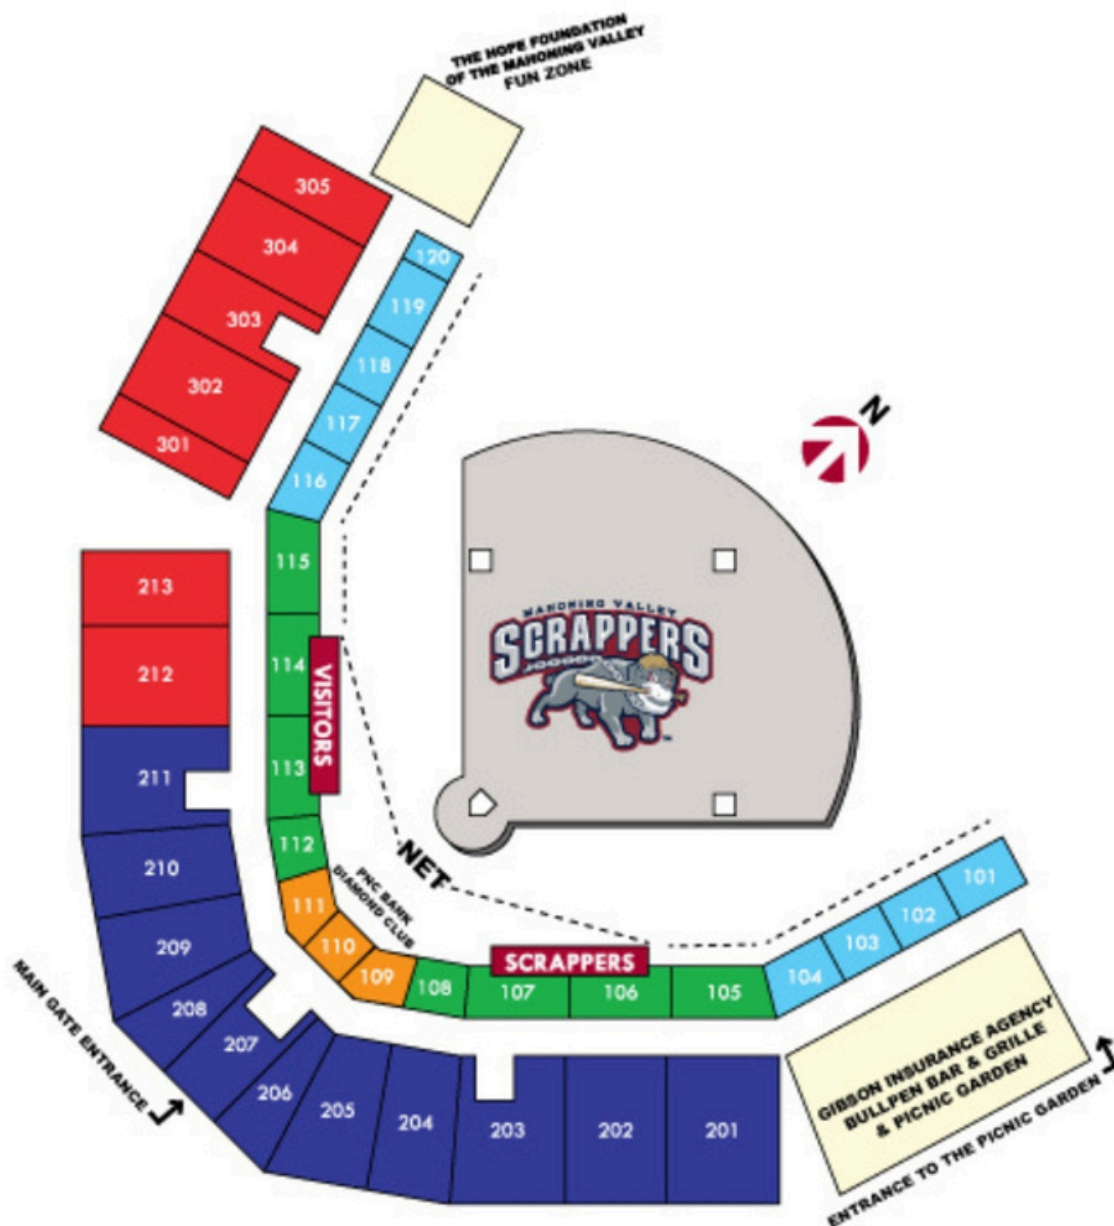 THE HOPE FOUNDATION
OF THE MAHONING VALLEY
FUN ZONE
305
304
303
302
301
120
119
118
117
116
N
213
212
211
210
209
208
207
206
205
204
203
202
201
115
114
113
112
111
110
109
108
107
106
105
104
103
102
101
VISITORS
MAHONING VALLEY
SCRAPPERS
TM
NET
PNC BANK
DIAMOND CLUB
SCRAPPERS
MAIN GATE ENTRANCE
GIBSON INSURANCE AGENCY
BULLPEN BAR & GRILLE
& PICNIC GARDEN
ENTRANCE TO THE PICNIC GARDEN